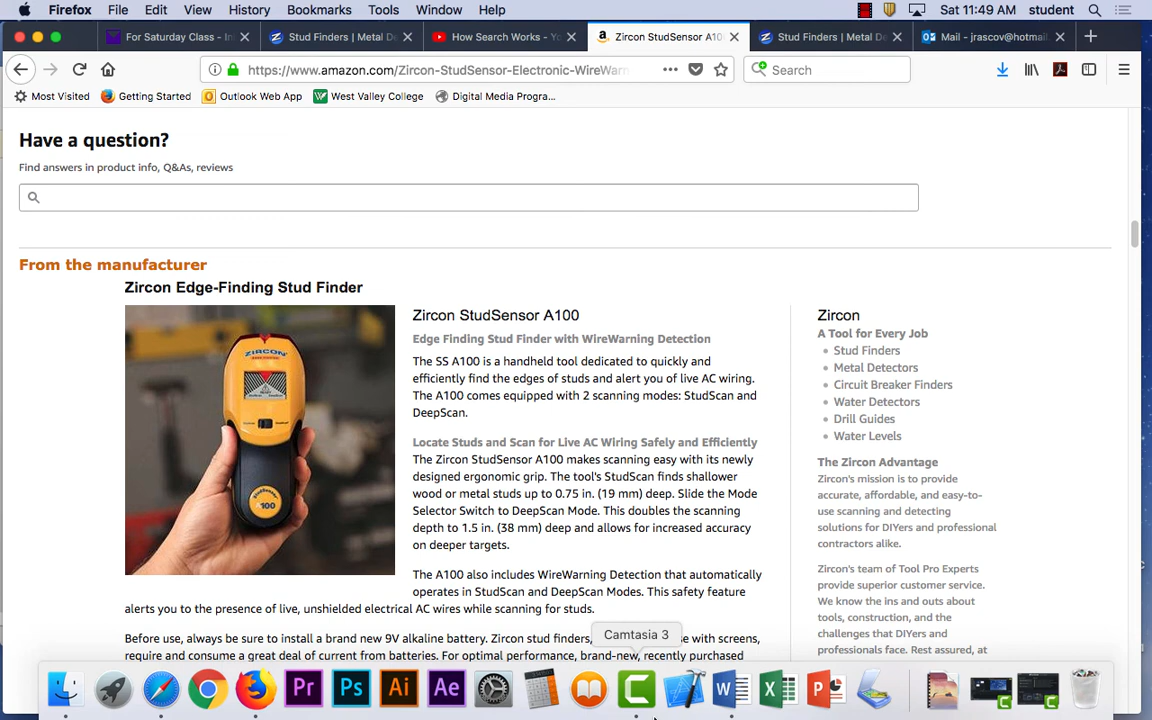 Firefox File Edit View History Bookmarks Tools Window Help Sat 11:49 AM student
For Saturday Class - In Stud Finders | Metal De How Search Works - Yo Zircon StudSensor A10 Stud Finders | Metal De Mail - jrascov@hotmail.
https://www.amazon.com/Zircon-StudSensor-Electronic-WireWarn Search
Most Visited Getting Started Outlook Web App West Valley College Digital Media Progra...
Have a question?
Find answers in product info, Q&As, reviews
From the manufacturer
Zircon Edge-Finding Stud Finder
ZIRCON
StudSensor
A100
Zircon StudSensor A100
Edge Finding Stud Finder with WireWarning Detection
The SS A100 is a handheld tool dedicated to quickly and
efficiently find the edges of studs and alert you of live AC wiring.
The A100 comes equipped with 2 scanning modes: StudScan and
DeepScan.
Locate Studs and Scan for Live AC Wiring Safely and Efficiently
The Zircon StudSensor A100 makes scanning easy with its newly
designed ergonomic grip. The tool's StudScan finds shallower
wood or metal studs up to 0.75 in. (19 mm) deep. Slide the Mode
Selector Switch to DeepScan Mode. This doubles the scanning
depth to 1.5 in. (38 mm) deep and allows for increased accuracy
on deeper targets.
The A100 also includes WireWarning Detection that automatically
operates in StudScan and DeepScan Modes. This safety feature
alerts you to the presence of live, unshielded electrical AC wires while scanning for studs.
Before use, always be sure to install a brand new 9V alkaline battery. Zircon stud finders, with screens,
require and consume a great deal of current from batteries. For optimal performance, brand-new, recently purchased
Zircon
A Tool for Every Job
Stud Finders
Metal Detectors
Circuit Breaker Finders
Water Detectors
Drill Guides
Water Levels
The Zircon Advantage
Zircon's mission is to provide
accurate, affordable, and easy-to-
use scanning and detecting
solutions for DIYers and professional
contractors alike.
Zircon's team of Tool Pro Experts
provide superior customer service.
We know the ins and outs about
tools, construction, and the
challenges that DIYers and
professionals face. Rest assured, at
Camtasia 3
Pr Ps Ai Ae